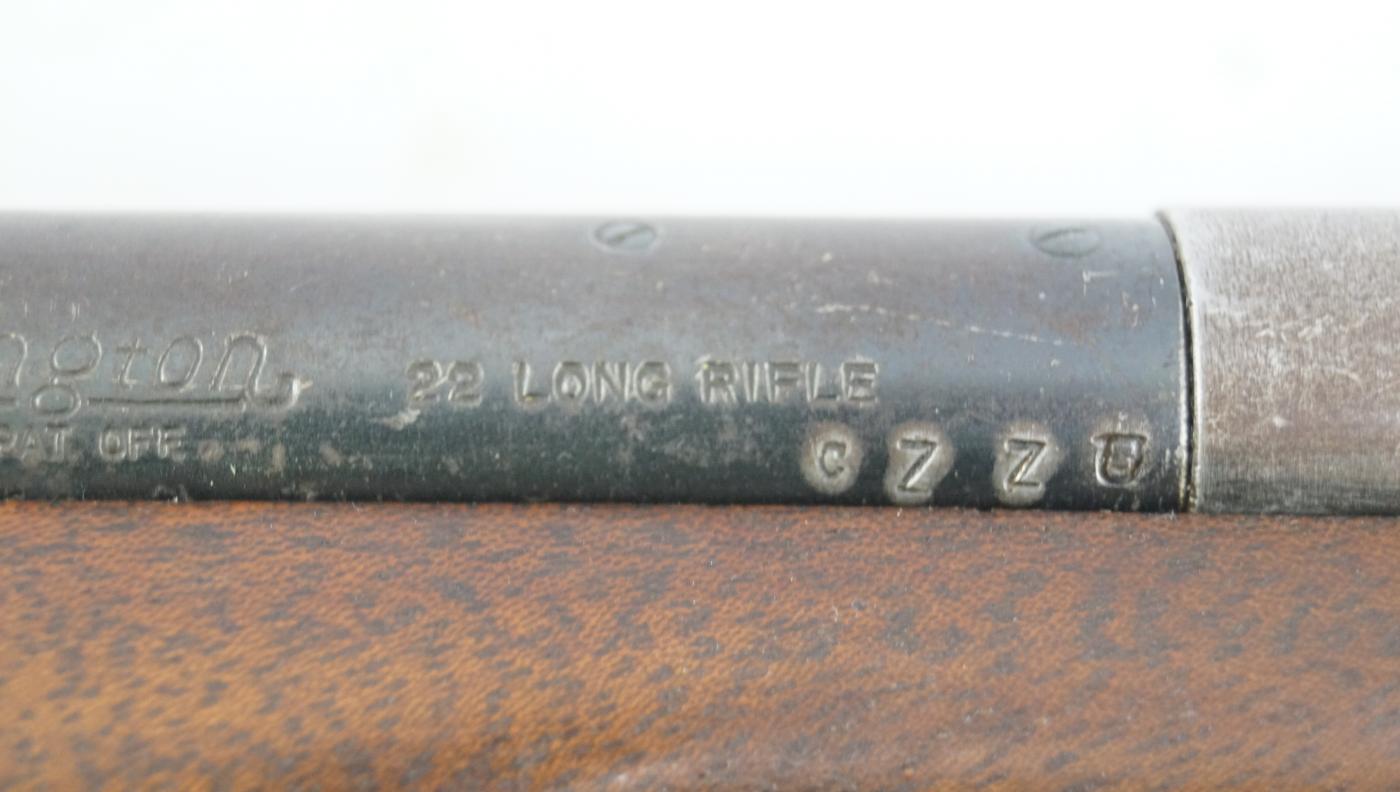 ngton 22 LONG RIFLE
PAT. OFF.
C Z Z